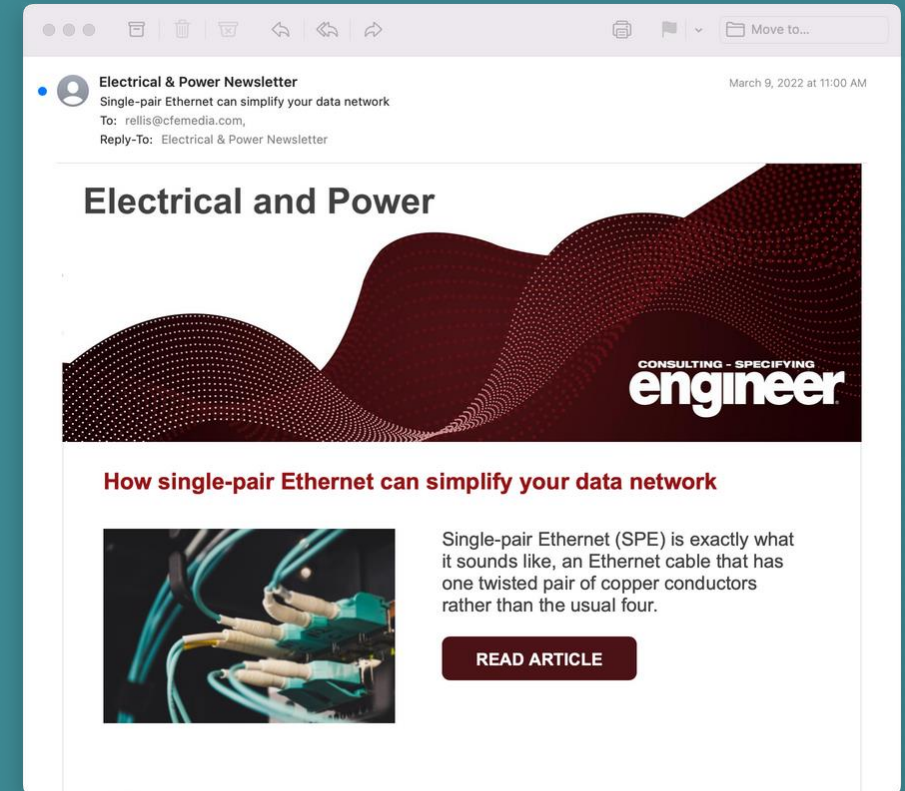 Move to...
Electrical & Power Newsletter
March 9, 2022 at 11:00 AM
Single-pair Ethernet can simplify your data network
To: rellis@cfemedia.com,
Reply-To: Electrical & Power Newsletter
Electrical and Power
CONSULTING - SPECIFYING
engineer
How single-pair Ethernet can simplify your data network
Single-pair Ethernet (SPE) is exactly what
it sounds like, an Ethernet cable that has
one twisted pair of copper conductors
rather than the usual four.
READ ARTICLE